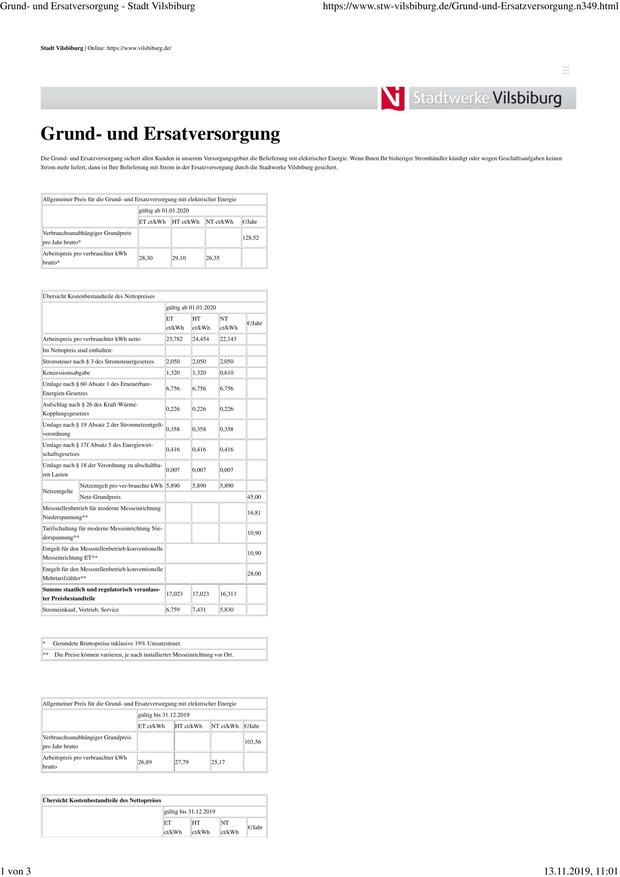 Grund- und Ersatzversorgung - Stadt Vilsbiburg https://www.stw-vilsbiburg.de/Grund-und-Ersatzversorgung.n349.html
Stadt Vilsbiburg | Online: https://www.vilsbiburg.de/
Stadtwerke Vilsbiburg
Grund- und Ersatversorgung
Die Grund- und Ersatzversorgung sichert allen Kunden in unserem Versorgungsgebiet die Belieferung mit elektrischer Energie. Wenn Ihnen Ihr bisheriger Stromhändler kündigt oder wegen Geschäftsaufgaben keinen
Strom mehr liefert, dann ist Ihre Belieferung mit Strom in der Ersatzversorgung durch die Stadtwerke Vilsbiburg gesichert.
Allgemeiner Preis für die Grund- und Ersatzversorgung mit elektrischer Energie
gültig ab 01.01.2020
ET ct/kWh HT ct/kWh NT ct/kWh €/Jahr
Verbrauchsunabhängiger Grundpreis
pro Jahr brutto* 128,52
Arbeitspreis pro verbrauchter kWh
brutto* 28,30 29,10 26,35
Übersicht Kostenbestandteile des Nettopreises
gültig ab 01.01.2020
ET HT NT €/Jahr
ct/kWh ct/kWh ct/kWh
Arbeitspreis pro verbrauchter kWh netto 23,782 24,454 22,143
Im Nettopreis sind enthalten:
Stromsteuer nach § 3 des Stromsteuergesetzes 2,050 2,050 2,050
Konzessionsabgabe 1,320 1,320 0,610
Umlage nach § 60 Absatz 1 des Erneuerbare-
Energien-Gesetzes 6,756 6,756 6,756
Aufschlag nach § 26 des Kraft-Wärme-
Kopplungsgesetzes 0,226 0,226 0,226
Umlage nach § 19 Absatz 2 der Stromnetzentgelt-
verordnung 0,358 0,358 0,358
Umlage nach § 17f Absatz 5 des Energiewirt-
schaftsgesetzes 0,416 0,416 0,416
Umlage nach § 18 der Verordnung zu abschaltba-
ren Lasten 0,007 0,007 0,007
Netzentgelte Netzentgelt pro ver-brauchte kWh 5,890 5,890 5,890
Netz-Grundpreis 45,00
Messstellenbetrieb für moderne Messeinrichtung
Niederspannung** 16,81
Tarifschaltung für moderne Messeinrichtung Nie-
derspannung** 10,90
Entgelt für den Messstellenbetrieb konventionelle
Messeinrichtung ET** 10,90
Entgelt für den Messstellenbetrieb konventionelle
Mehrtarifzähler** 28,00
Summe staatlich und regulatorisch veranlass-
ter Preisbestandteile 17,023 17,023 16,313
Stromeinkauf, Vertrieb, Service 6,759 7,431 5,830
* Gerundete Bruttopreise inklusive 19% Umsatzsteuer.
** Die Preise können variieren, je nach installierter Messeinrichtung vor Ort.
Allgemeiner Preis für die Grund- und Ersatzversorgung mit elektrischer Energie
gültig bis 31.12.2019
ET ct/kWh HT ct/kWh NT ct/kWh €/Jahr
Verbrauchsunabhängiger Grundpreis
pro Jahr brutto 103,56
Arbeitspreis pro verbrauchter kWh
brutto 26,89 27,79 25,17
Übersicht Kostenbestandteile des Nettopreises
gültig bis 31.12.2019
ET HT NT €/Jahr
ct/kWh ct/kWh ct/kWh
1 von 3 13.11.2019, 11:01